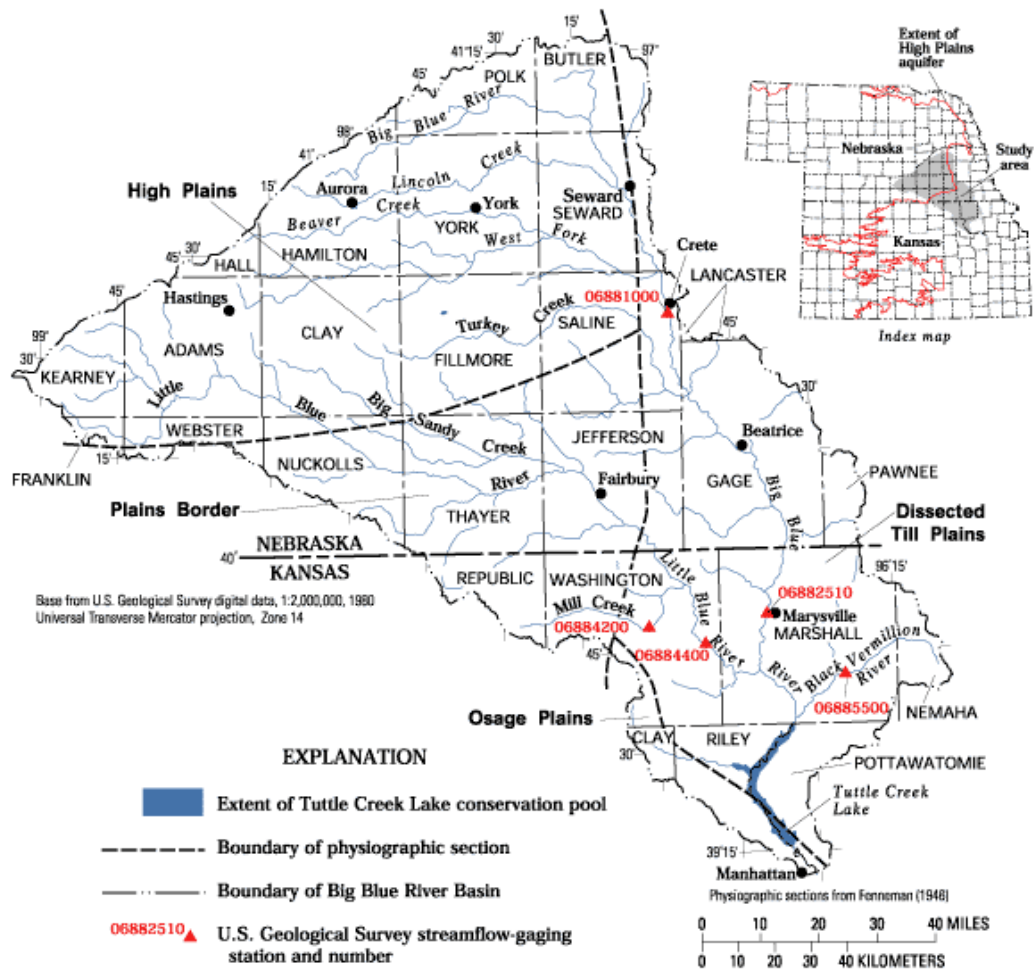 30'
15'
41°15'
BUTLER
97°
45'
POLK
Big Blue River
98°
41°
Lincoln Creek
High Plains
15'
Aurora
York
Seward
SEWARD
Beaver Creek
YORK
West Fork
HAMILTON
30'
45'
HALL
Crete
LANCASTER
45'
Hastings
06881000
45'
CLAY
Turkey Creek
SALINE
99°
30'
ADAMS
FILLMORE
KEARNEY
Little Blue River
Big Sandy Creek
30'
WEBSTER
JEFFERSON
Beatrice
15'
FRANKLIN
NUCKOLLS
GAGE
PAWNEE
Fairbury
Big Blue River
Plains Border
THAYER
Dissected
Till Plains
NEBRASKA
40°
KANSAS
96°15'
REPUBLIC
WASHINGTON
Little Blue River
Base from U.S. Geological Survey digital data, 1:2,000,000, 1980
Universal Transverse Mercator projection, Zone 14
Mill Creek
06882510
Marysville
MARSHALL
06884200
45'
06884400
Black Vermillion
River
06885500
NEMAHA
Osage Plains
CLAY
RILEY
30'
POTTAWATOMIE
Tuttle Creek
Lake
39°15'
Manhattan
Physiographic sections from Fenneman (1946)
0 10 20 30 40 MILES
0 10 20 30 40 KILOMETERS
EXPLANATION
Extent of Tuttle Creek Lake conservation pool
Boundary of physiographic section
Boundary of Big Blue River Basin
06882510
U.S. Geological Survey streamflow-gaging
station and number
Extent of
High Plains
aquifer
Nebraska
Study
area
Kansas
Index map